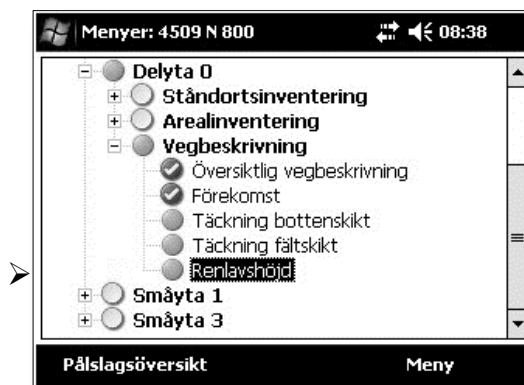 Menyer: 4509 N 800 08:38
Delyta 0
Ståndortsinventering
Arealinventering
Vegbeskrivning
Översiktlig vegbeskrivning
Förekomst
Täckning bottenskikt
Täckning fältskikt
Renlavshöjd
Småyta 1
Småyta 3
Pålslagsöversikt Meny